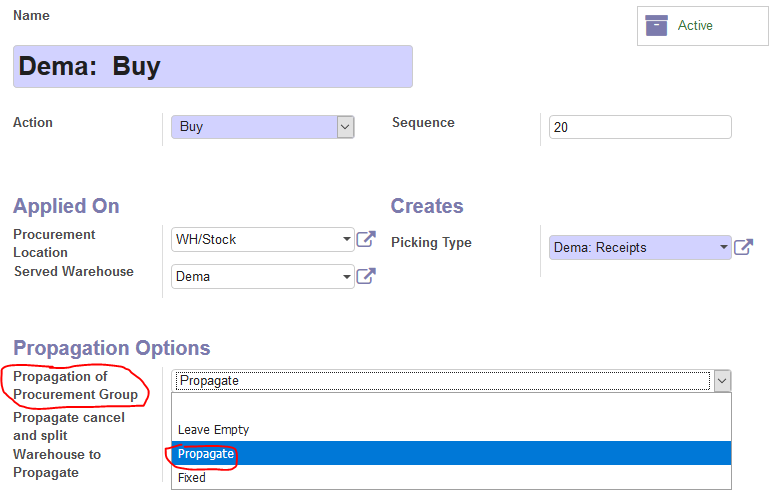 Name
Active
Dema:  Buy
Action
Buy
Sequence
20
Applied On
Creates
Procurement
Location
WH/Stock
Picking Type
Dema: Receipts
Served Warehouse
Dema
Propagation Options
Propagation of
Procurement Group
Propagate
Leave Empty
Propagate
Fixed
Propagate cancel
and split
Warehouse to
Propagate